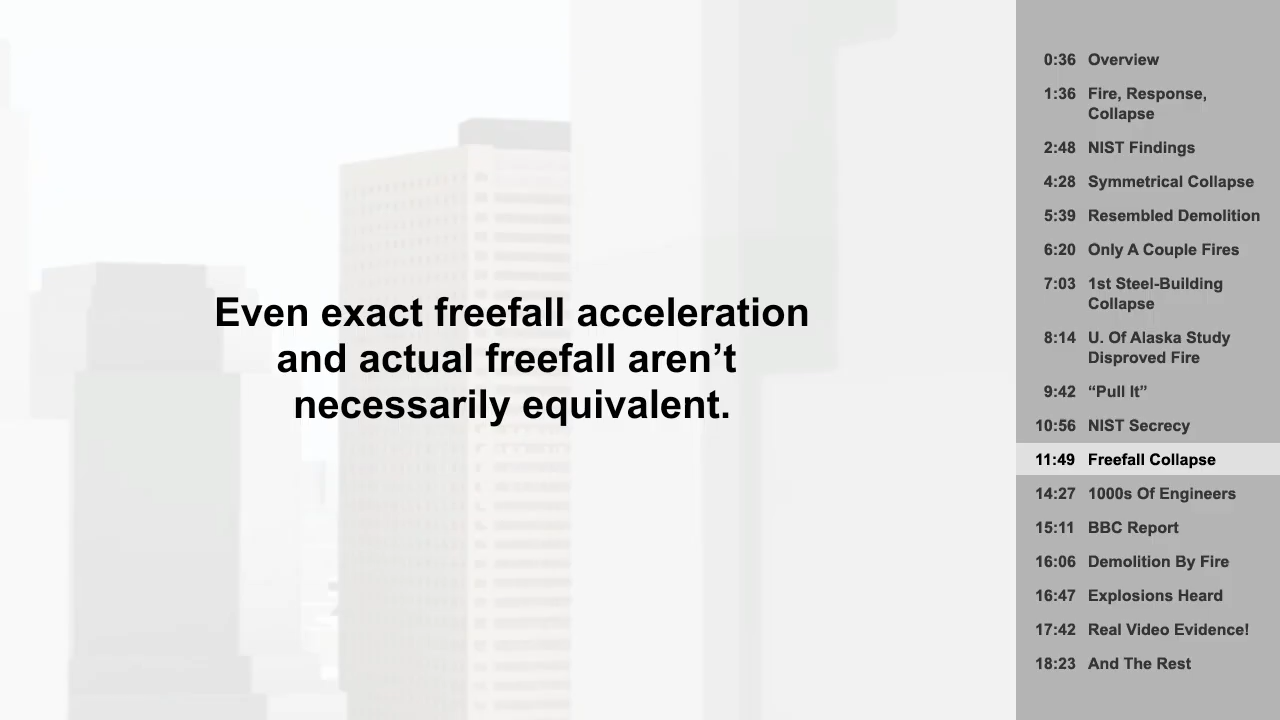 Even exact freefall acceleration
and actual freefall aren’t
necessarily equivalent.
0:36 Overview
1:36 Fire, Response,
Collapse
2:48 NIST Findings
4:28 Symmetrical Collapse
5:39 Resembled Demolition
6:20 Only A Couple Fires
7:03 1st Steel-Building
Collapse
8:14 U. Of Alaska Study
Disproved Fire
9:42 “Pull It”
10:56 NIST Secrecy
11:49 Freefall Collapse
14:27 1000s Of Engineers
15:11 BBC Report
16:06 Demolition By Fire
16:47 Explosions Heard
17:42 Real Video Evidence!
18:23 And The Rest